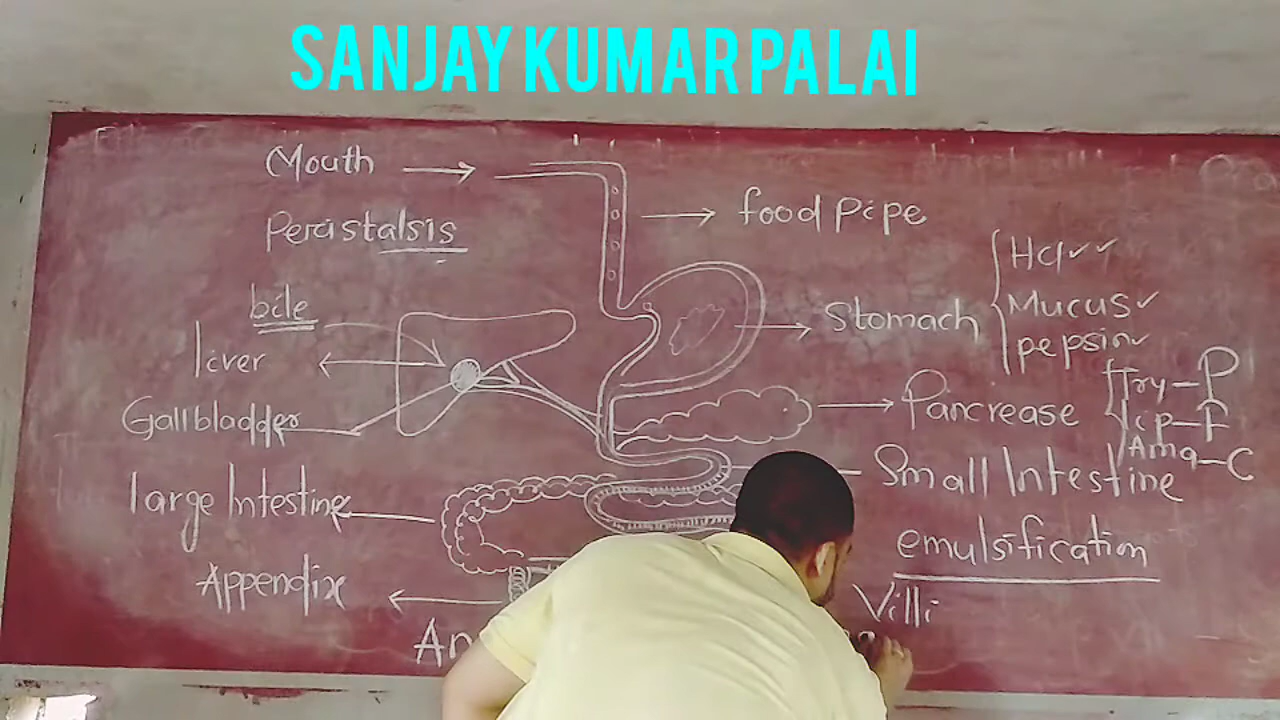 SANJAY KUMAR PALAI
Mouth
food pipe
Peristalsis
Hcl
bile
Mucus
Stomach
pepsin
liver
Try-P
Pancrease
lip-F
Gallbladder
Ama-C
Small Intestine
large Intestine
emulsification
Appendix
Villi
An